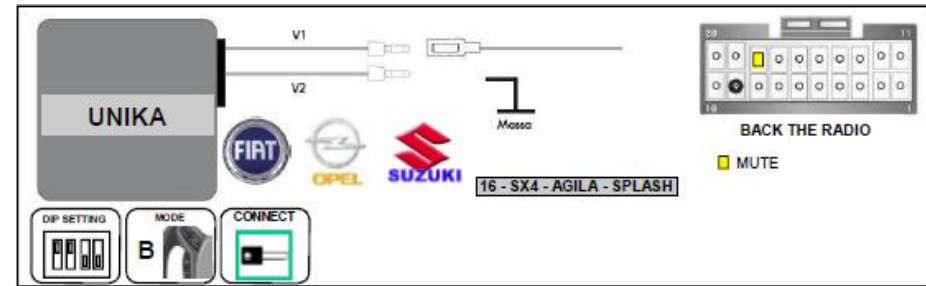 V1
V2
UNIKA
Massa
FIAT
OPEL
SUZUKI
16 - SX4 - AGILA - SPLASH
20
11
10
1
BACK THE RADIO
MUTE
DIP SETTING
MODE
B
CONNECT